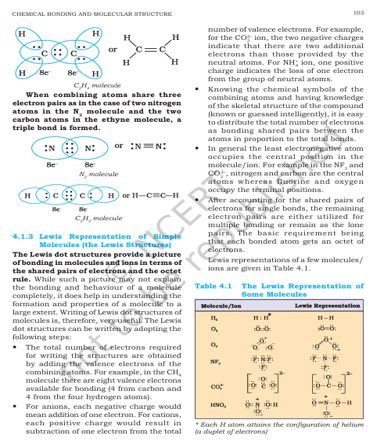 CHEMICAL BONDING AND MOLECULAR STRUCTURE
103
H
H
C
C
H
H
8e⁻
8e⁻
or
H
H
C = C
H
H
C₂H₄ molecule
When combining atoms share three
electron pairs as in the case of two nitrogen
atoms in the N₂ molecule and the two
carbon atoms in the ethyne molecule, a
triple bond is formed.
:N
N:
or :N≡N:
8e⁻
8e⁻
N₂ molecule
H
C
C
H
or H−C≡C−H
8e⁻
8e⁻
C₂H₂ molecule
4.1.3 Lewis Representation of Simple
Molecules (the Lewis Structures)
The Lewis dot structures provide a picture
of bonding in molecules and ions in terms of
the shared pairs of electrons and the octet
rule. While such a picture may not explain
the bonding and behaviour of a molecule
completely, it does help in understanding the
formation and properties of a molecule to a
large extent. Writing of Lewis dot structures of
molecules is, therefore, very useful. The Lewis
dot structures can be written by adopting the
following steps:
• The total number of electrons required
for writing the structures are obtained
by adding the valence electrons of the
combining atoms. For example, in the CH₄
molecule there are eight valence electrons
available for bonding (4 from carbon and
4 from the four hydrogen atoms).
• For anions, each negative charge would
mean addition of one electron. For cations,
each positive charge would result in
subtraction of one electron from the total
number of valence electrons. For example,
for the CO₃²⁻ ion, the two negative charges
indicate that there are two additional
electrons than those provided by the
neutral atoms. For NH₄⁺ ion, one positive
charge indicates the loss of one electron
from the group of neutral atoms.
• Knowing the chemical symbols of the
combining atoms and having knowledge
of the skeletal structure of the compound
(known or guessed intelligently), it is easy
to distribute the total number of electrons
as bonding shared pairs between the
atoms in proportion to the total bonds.
• In general the least electronegative atom
occupies the central position in the
molecule/ion. For example in the NF₃ and
CO₃²⁻, nitrogen and carbon are the central
atoms whereas fluorine and oxygen
occupy the terminal positions.
• After accounting for the shared pairs of
electrons for single bonds, the remaining
electron pairs are either utilized for
multiple bonding or remain as the lone
pairs. The basic requirement being
that each bonded atom gets an octet of
electrons.
Lewis representations of a few molecules/
ions are given in Table 4.1.
Table 4.1 The Lewis Representation of
Some Molecules
Molecule/Ion
Lewis Representation
H₂
H : H*
H − H
O₂
O₃
NF₃
CO₃²⁻
HNO₃
* Each H atom attains the configuration of helium
(a duplet of electrons)